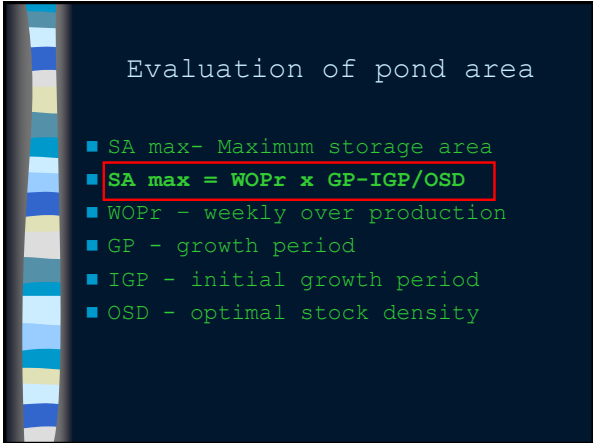 Evaluation of pond area
SA max- Maximum storage area
SA max = WOPr x GP-IGP/OSD
WOPr – weekly over production
GP - growth period
IGP - initial growth period
OSD - optimal stock density